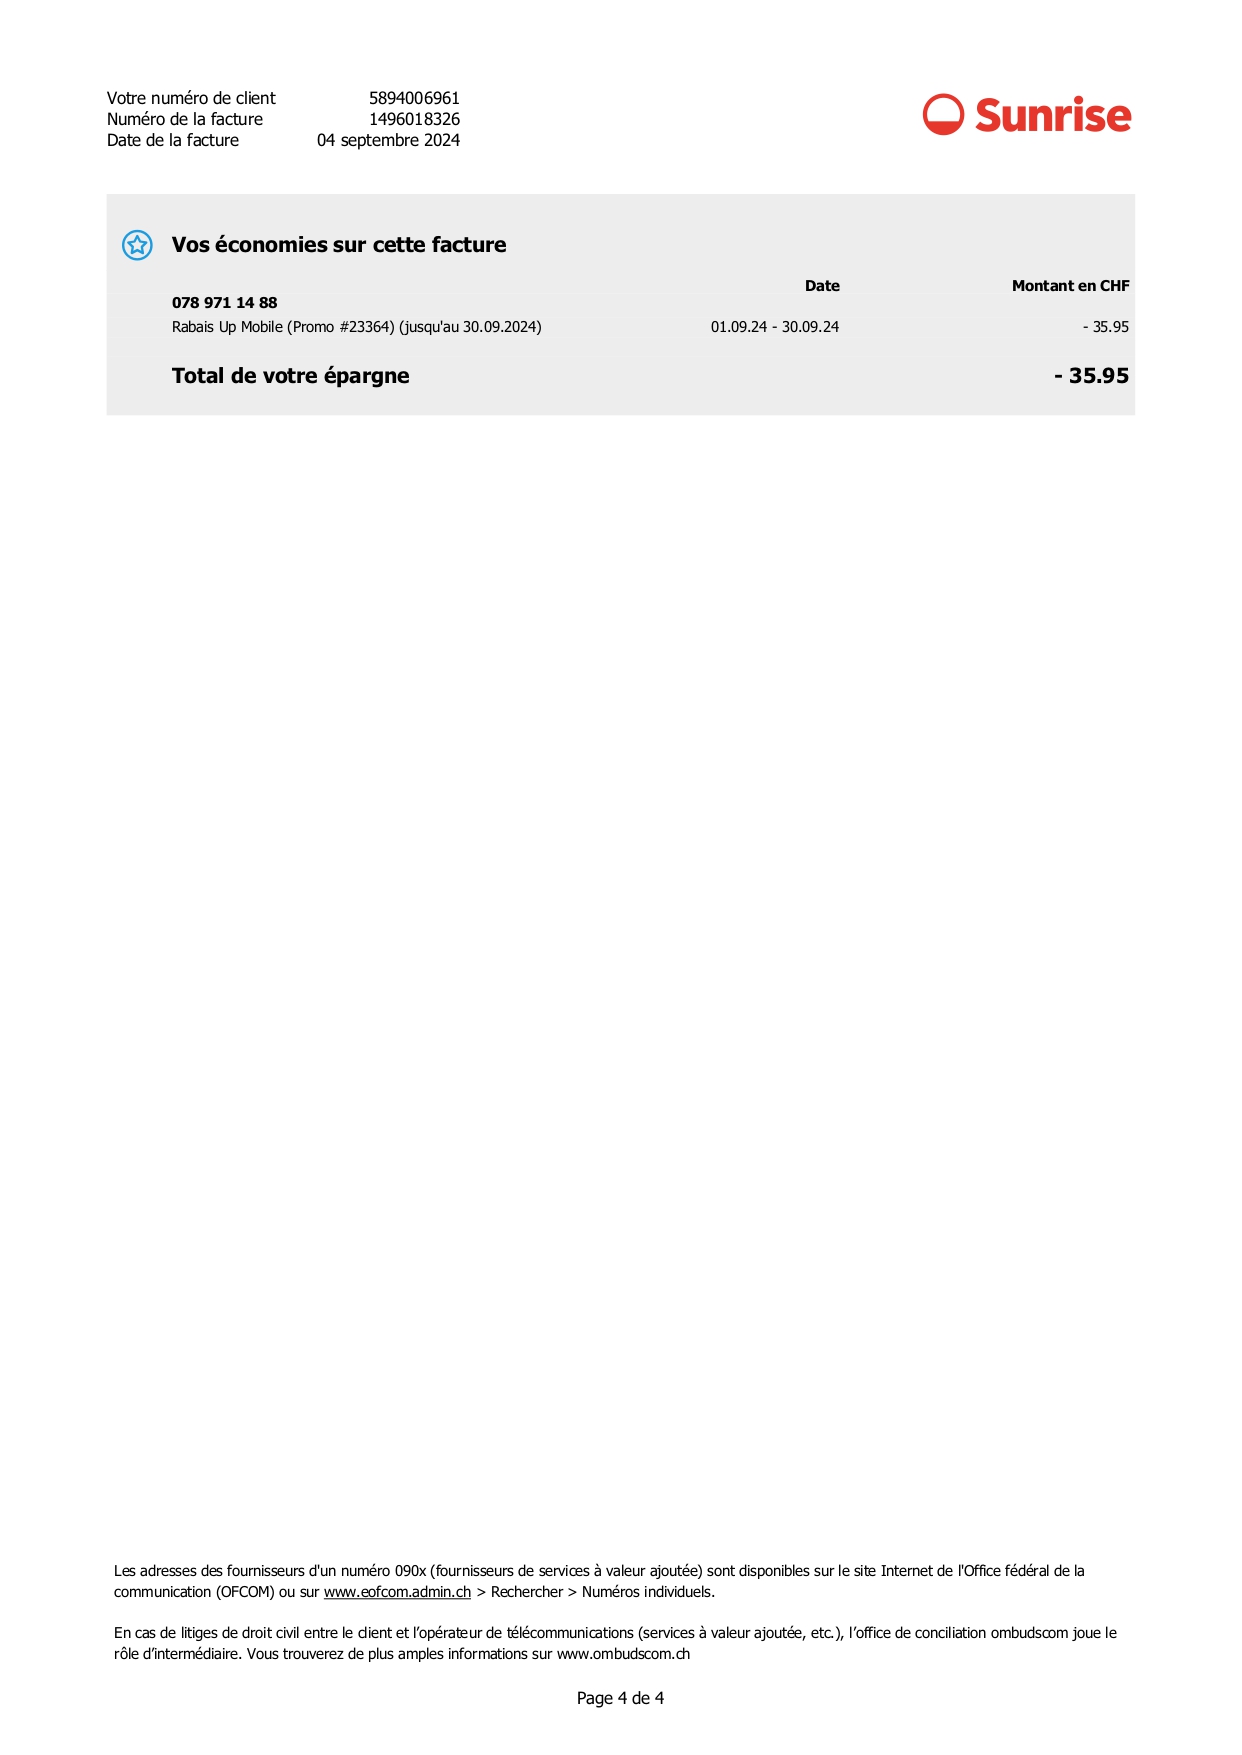 Votre numéro de client 5894006961
Numéro de la facture 1496018326
Date de la facture 04 septembre 2024
Sunrise
Vos économies sur cette facture
Date Montant en CHF
078 971 14 88
Rabais Up Mobile (Promo #23364) (jusqu'au 30.09.2024) 01.09.24 - 30.09.24 - 35.95
Total de votre épargne - 35.95
Les adresses des fournisseurs d'un numéro 090x (fournisseurs de services à valeur ajoutée) sont disponibles sur le site Internet de l'Office fédéral de la
communication (OFCOM) ou sur www.eofcom.admin.ch > Rechercher > Numéros individuels.
En cas de litiges de droit civil entre le client et l’opérateur de télécommunications (services à valeur ajoutée, etc.), l’office de conciliation ombudscom joue le
rôle d’intermédiaire. Vous trouverez de plus amples informations sur www.ombudscom.ch
Page 4 de 4